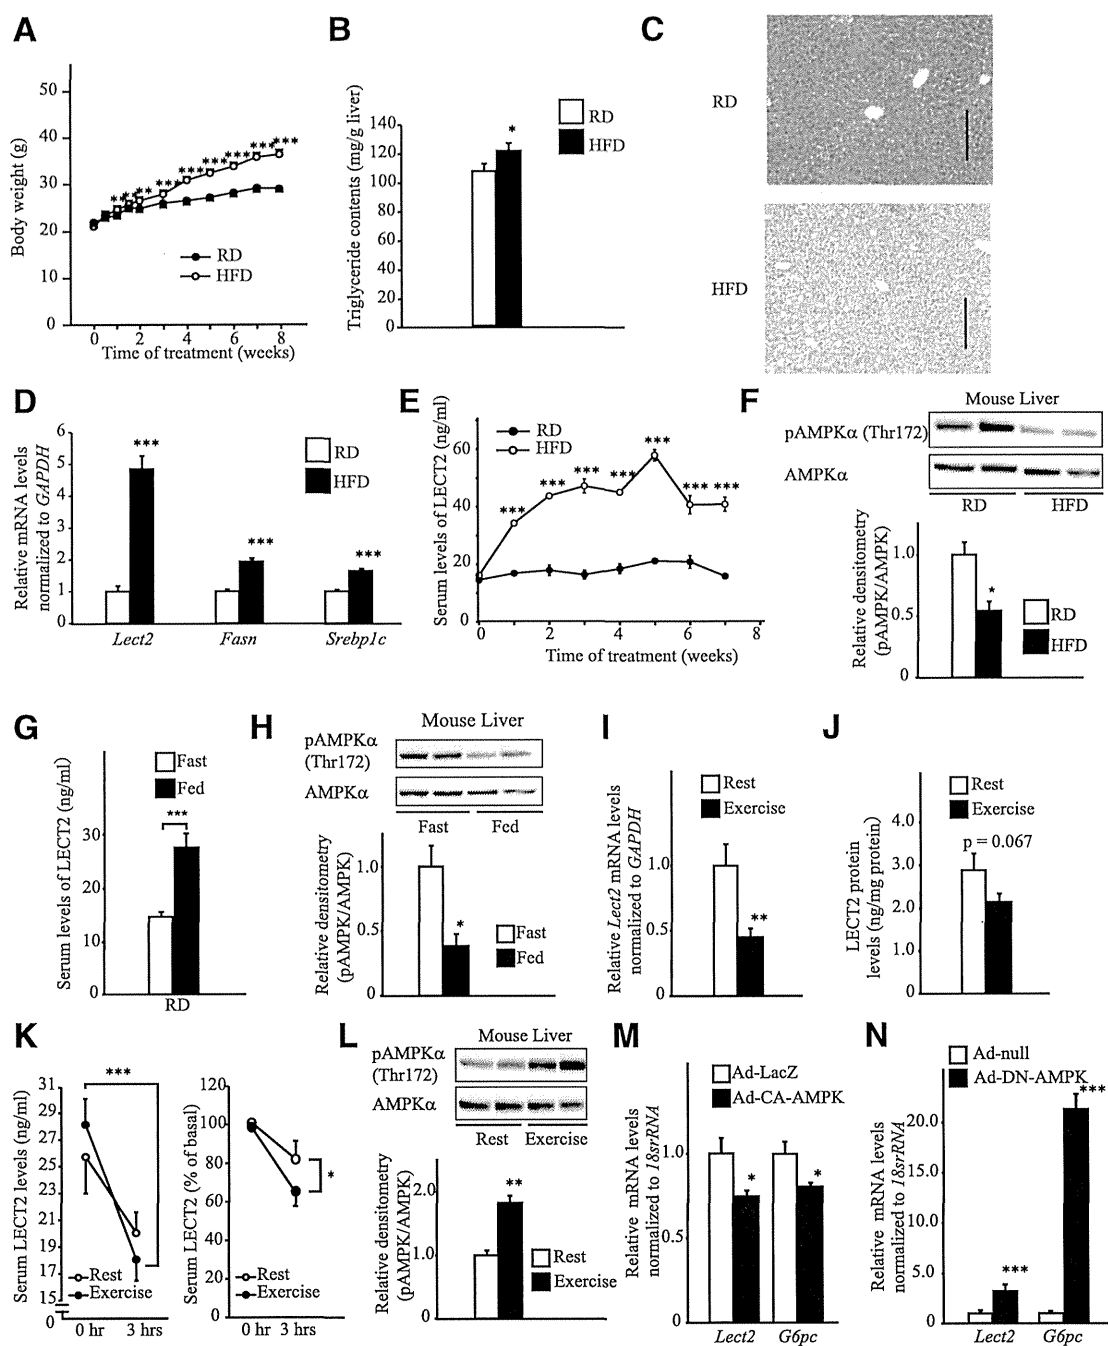 A
Body weight (g)
50
40
30
20
10
0
** ** ** *** *** *** *** *** ***
RD
HFD
0 2 4 6 8
Time of treatment (weeks)
B
Triglyceride contents (mg/g liver)
140
120
100
80
60
40
20
0
*
RD
HFD
C
RD
HFD
D
Relative mRNA levels
normalized to GAPDH
6
5
4
3
2
1
0
***
***
***
RD
HFD
Lect2 Fasn Srebp1c
E
Serum levels of LECT2 (ng/ml)
60
40
20
0
RD
HFD
*** *** *** *** *** *** ***
0 2 4 6 8
Time of treatment (weeks)
F
Mouse Liver
pAMPKα (Thr172)
AMPKα
RD HFD
Relative densitometry
(pAMPK/AMPK)
1.0
0.5
0
*
RD
HFD
G
Serum levels of LECT2 (ng/ml)
30
15
0
Fast
Fed
***
RD
H
Mouse Liver
pAMPKα
(Thr172)
AMPKα
Fast Fed
Relative densitometry
(pAMPK/AMPK)
1.0
0.5
0
*
Fast
Fed
I
Relative Lect2 mRNA levels
normalized to GAPDH
1.0
0.5
0
Rest
Exercise
**
J
LECT2 protein
levels (ng/mg protein)
4.0
3.0
2.0
1.0
0
Rest
Exercise
p = 0.067
K
Serum LECT2 levels (ng/ml)
31
29
27
25
23
21
19
17
15
0
***
Rest
Exercise
0 hr 3 hrs
Serum LECT2 (% of basal)
120
100
80
60
40
20
0
*
Rest
Exercise
0 hr 3 hrs
L
Mouse Liver
pAMPKα
(Thr172)
AMPKα
Rest Exercise
Relative densitometry
(pAMPK/AMPK)
2.0
1.0
0
**
Rest
Exercise
M
Ad-LacZ
Ad-CA-AMPK
Relative mRNA levels
normalized to 18srRNA
1.0
0.5
0
*
*
Lect2 G6pc
N
Ad-null
Ad-DN-AMPK
Relative mRNA levels
normalized to 18srRNA
20.0
15.0
10.0
5.0
0
***
***
Lect2 G6pc